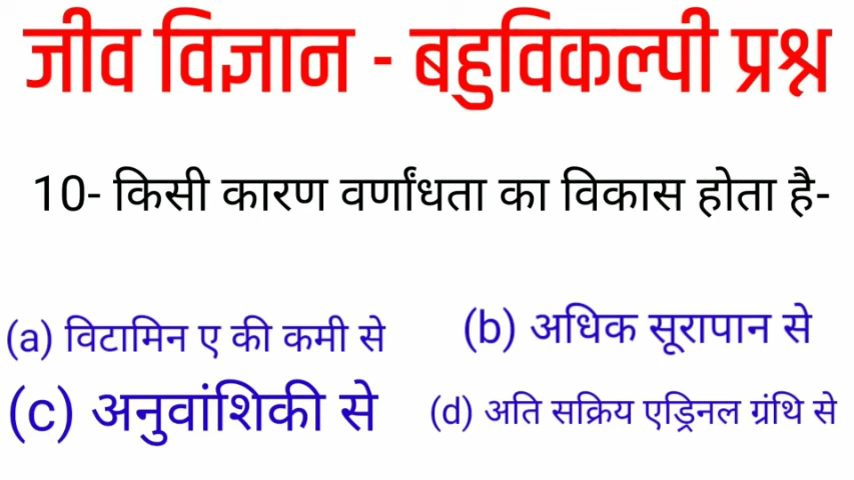 जीव विज्ञान - बहुविकल्पी प्रश्न
10- किसी कारण वर्णांधता का विकास होता है-
(a) विटामिन ए की कमी से (b) अधिक सूरापान से
(c) अनुवांशिकी से (d) अति सक्रिय एड्रिनल ग्रंथि से